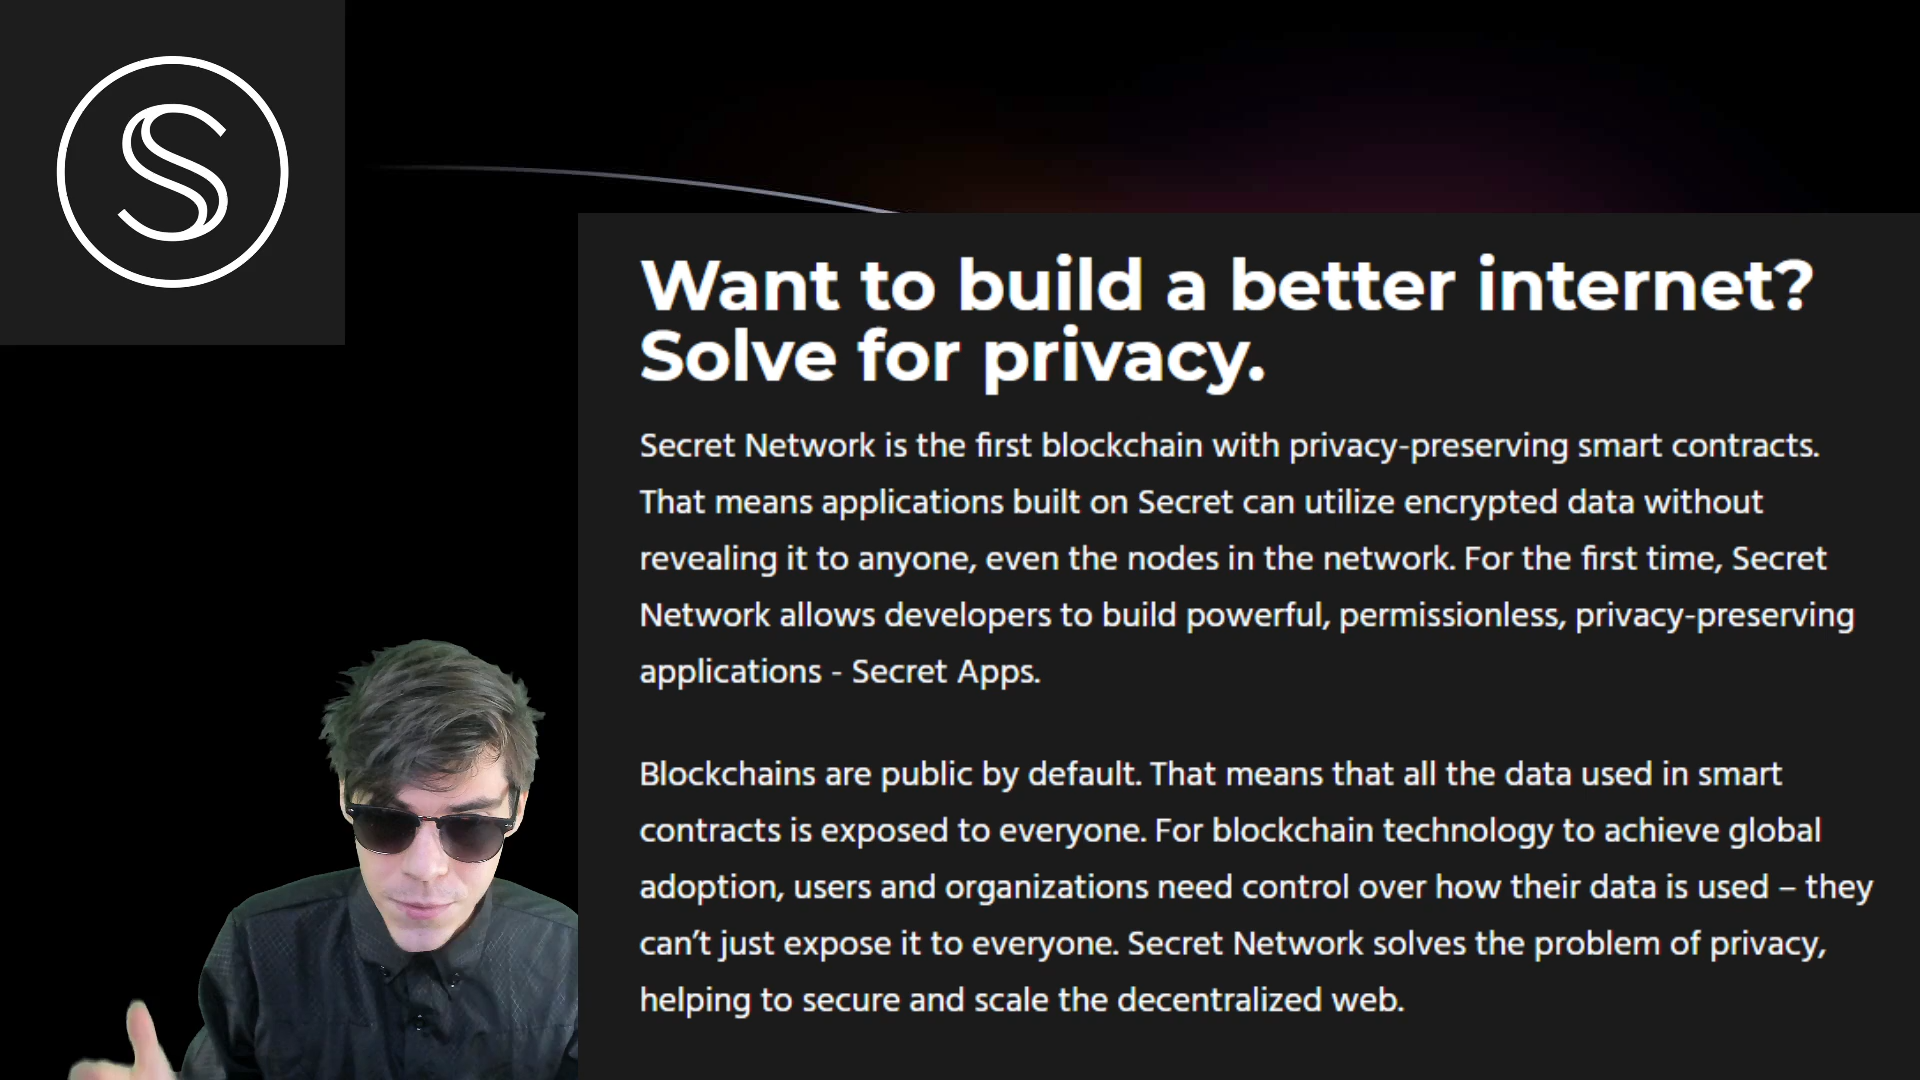 S
Want to build a better internet?
Solve for privacy.
Secret Network is the first blockchain with privacy-preserving smart contracts.
That means applications built on Secret can utilize encrypted data without
revealing it to anyone, even the nodes in the network. For the first time, Secret
Network allows developers to build powerful, permissionless, privacy-preserving
applications - Secret Apps.
Blockchains are public by default. That means that all the data used in smart
contracts is exposed to everyone. For blockchain technology to achieve global
adoption, users and organizations need control over how their data is used – they
can’t just expose it to everyone. Secret Network solves the problem of privacy,
helping to secure and scale the decentralized web.